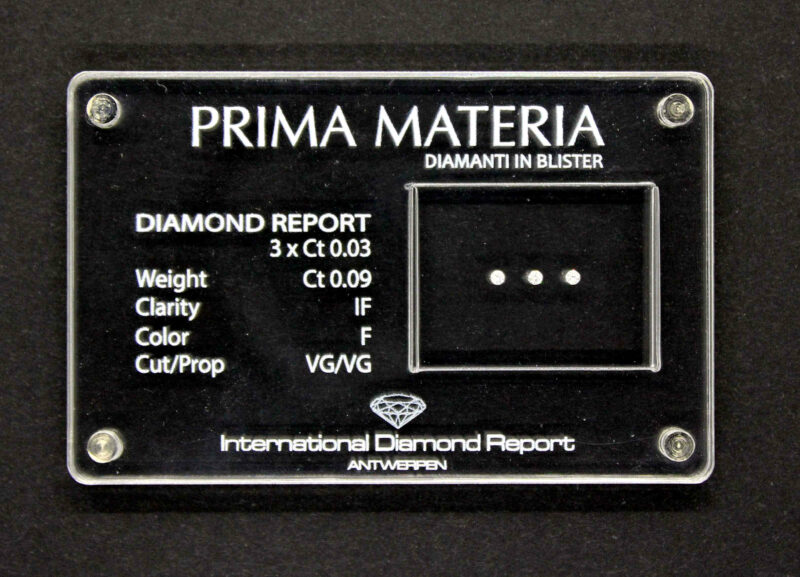 PRIMA MATERIA
DIAMANTI IN BLISTER
DIAMOND REPORT
3 x Ct 0.03
Weight Ct 0.09
Clarity IF
Color F
Cut/Prop VG/VG
International Diamond Report
ANTWERPEN